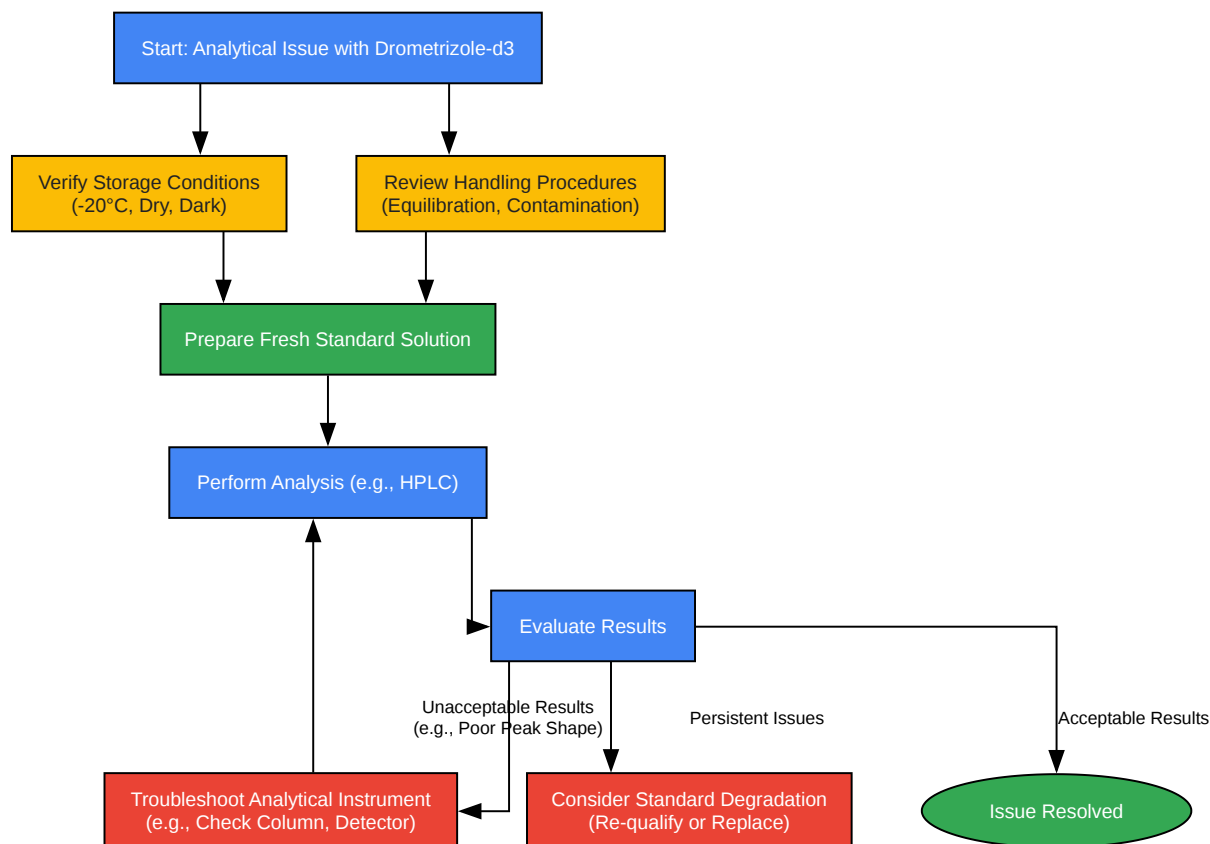 Start: Analytical Issue with Drometrizole-d3
Verify Storage Conditions
(-20°C, Dry, Dark)
Review Handling Procedures
(Equilibration, Contamination)
Prepare Fresh Standard Solution
Perform Analysis (e.g., HPLC)
Evaluate Results
Unacceptable Results
(e.g., Poor Peak Shape)
Persistent Issues
Acceptable Results
Troubleshoot Analytical Instrument
(e.g., Check Column, Detector)
Consider Standard Degradation
(Re-qualify or Replace)
Issue Resolved